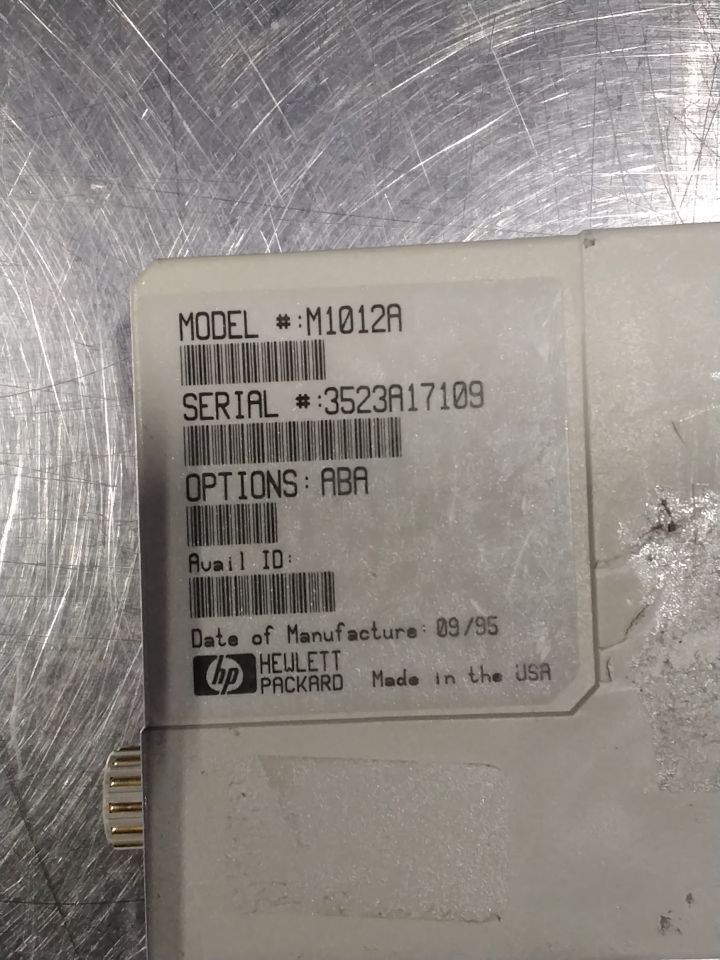 MODEL #:M1012A
SERIAL #:3523A17109
OPTIONS: ABA
Avail ID:
Date of Manufacture: 09/95
hp HEWLETT
PACKARD Made in the USA